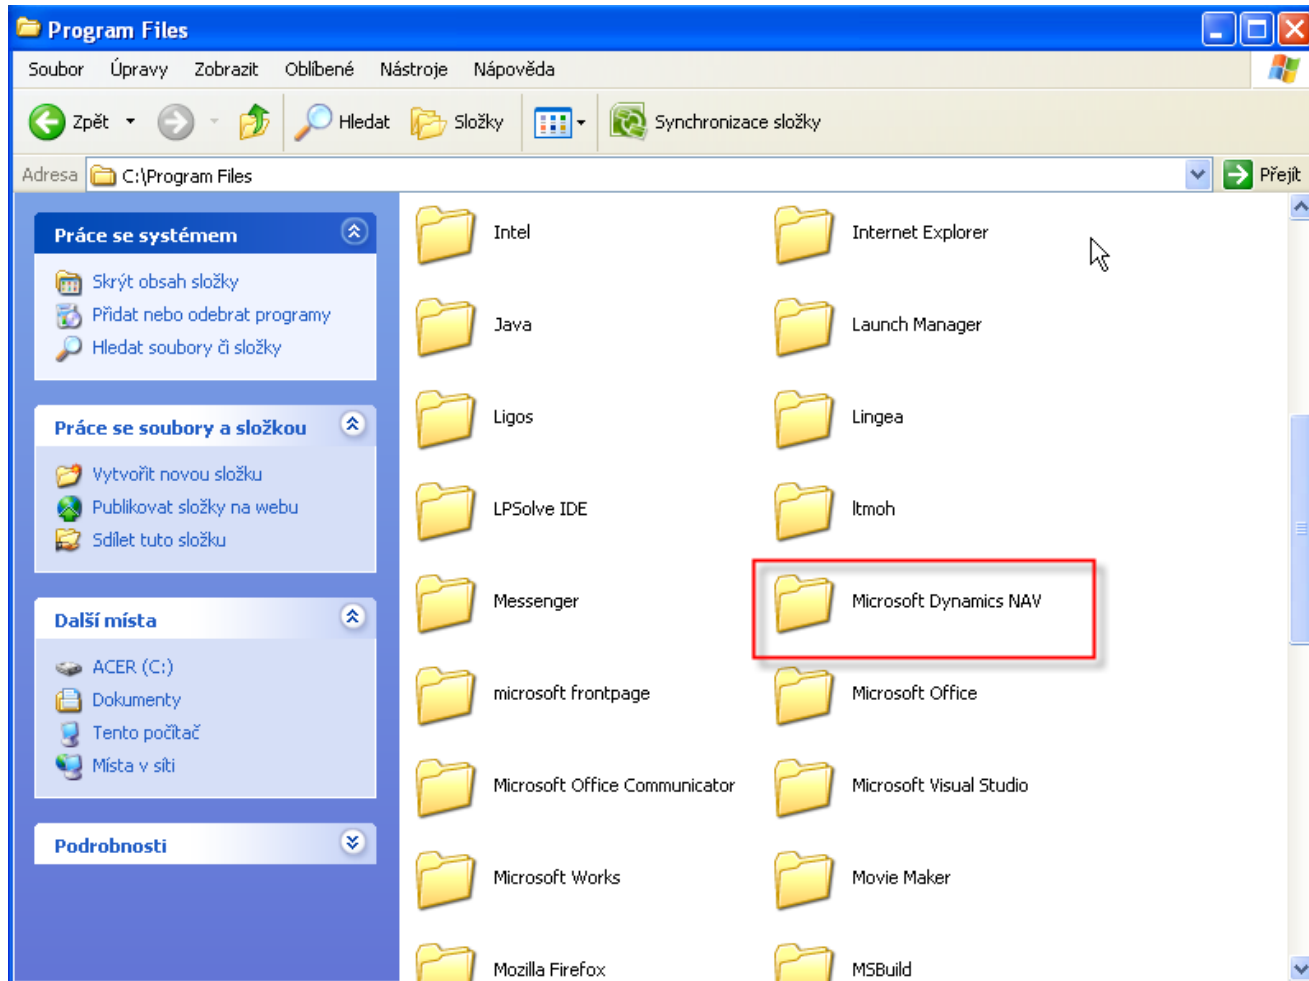 Program Files
Soubor Úpravy Zobrazit Oblíbené Nástroje Nápověda
Zpět Hledat Složky Synchronizace složky
Adresa C:\Program Files Přejít
Práce se systémem
Skrýt obsah složky
Přidat nebo odebrat programy
Hledat soubory či složky
Práce se soubory a složkou
Vytvořit novou složku
Publikovat složky na webu
Sdílet tuto složku
Další místa
ACER (C:)
Dokumenty
Tento počítač
Místa v síti
Podrobnosti
Intel Internet Explorer
Java Launch Manager
Ligos Lingea
LPSolve IDE ltmoh
Messenger Microsoft Dynamics NAV
microsoft frontpage Microsoft Office
Microsoft Office Communicator Microsoft Visual Studio
Microsoft Works Movie Maker
Mozilla Firefox MSBuild